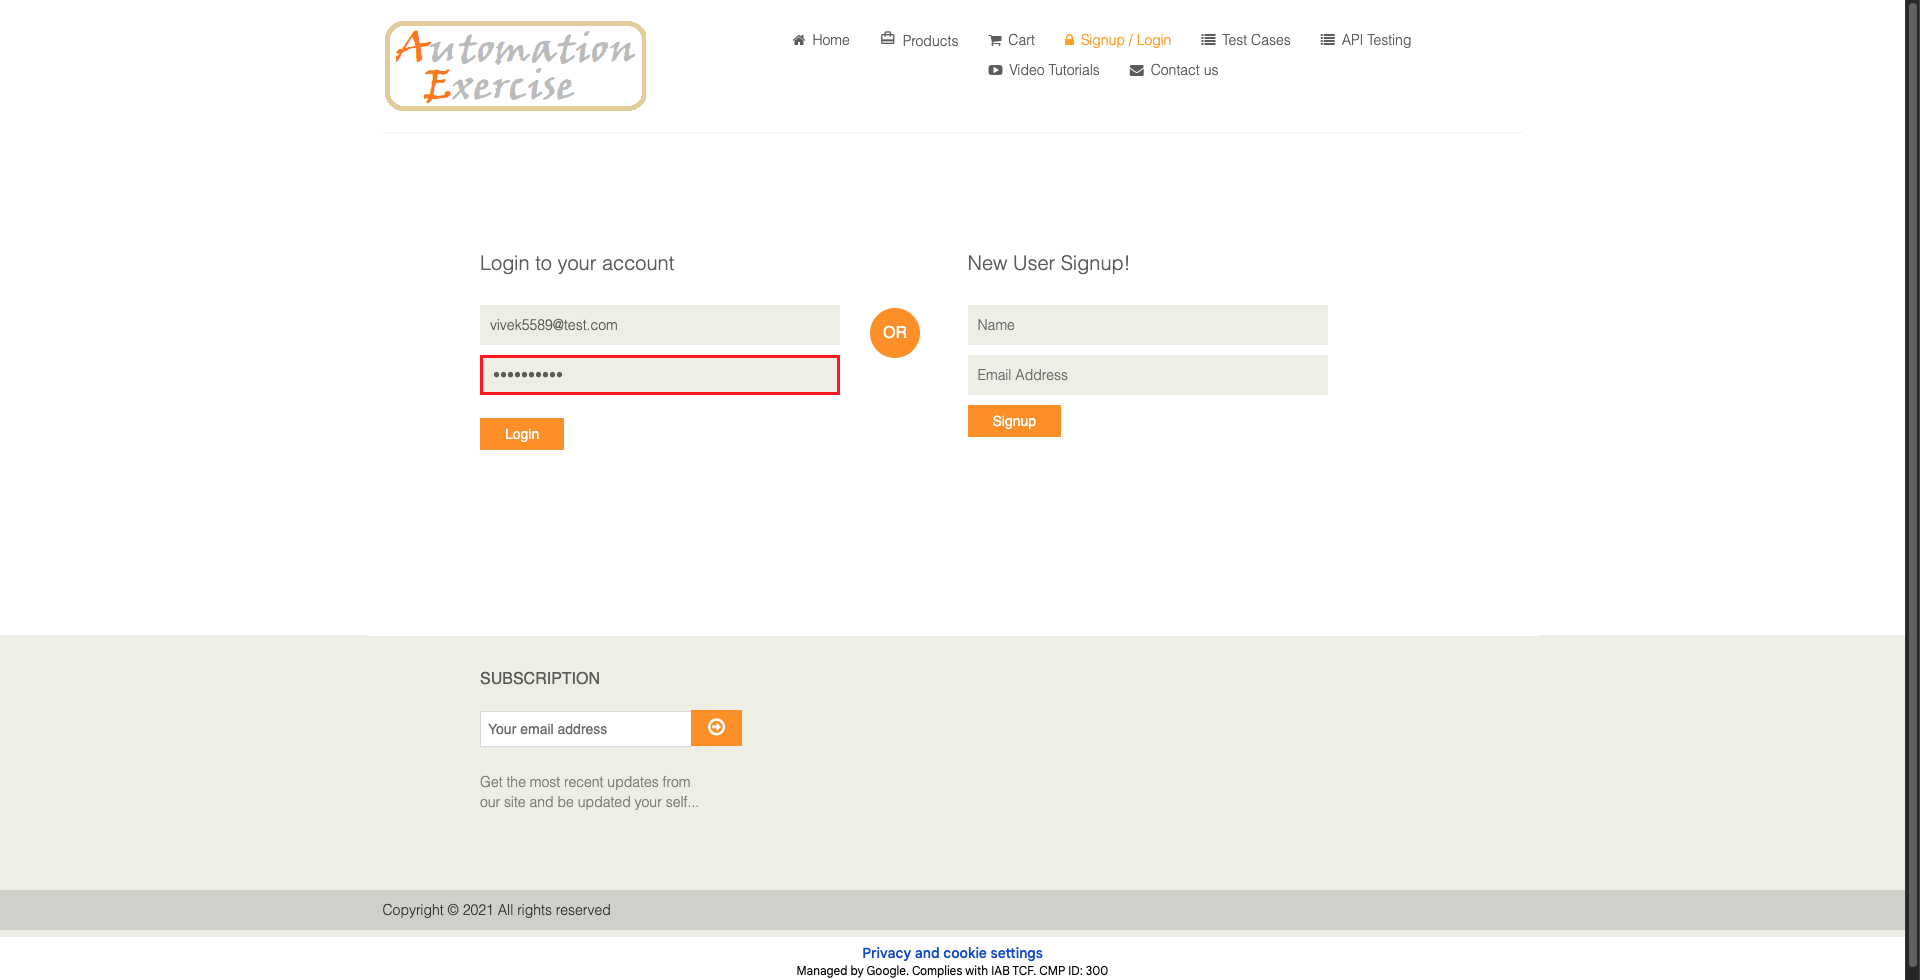 Automation
Exercise
Home
Products
Cart
Signup / Login
Test Cases
API Testing
Video Tutorials
Contact us
Login to your account
vivek5589@test.com
••••••••••
Login
OR
New User Signup!
Name
Email Address
Signup
SUBSCRIPTION
Your email address
Get the most recent updates from
our site and be updated your self...
Copyright © 2021 All rights reserved
Privacy and cookie settings
Managed by Google. Complies with IAB TCF. CMP ID: 300